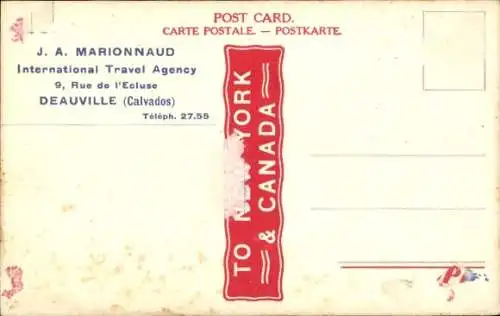 POST CARD.
CARTE POSTALE. — POSTKARTE.
J. A. MARIONNAUD
International Travel Agency
9, Rue de l'Ecluse
DEAUVILLE (Calvados)
Téléph. 27.55
TO NEW YORK
& CANADA